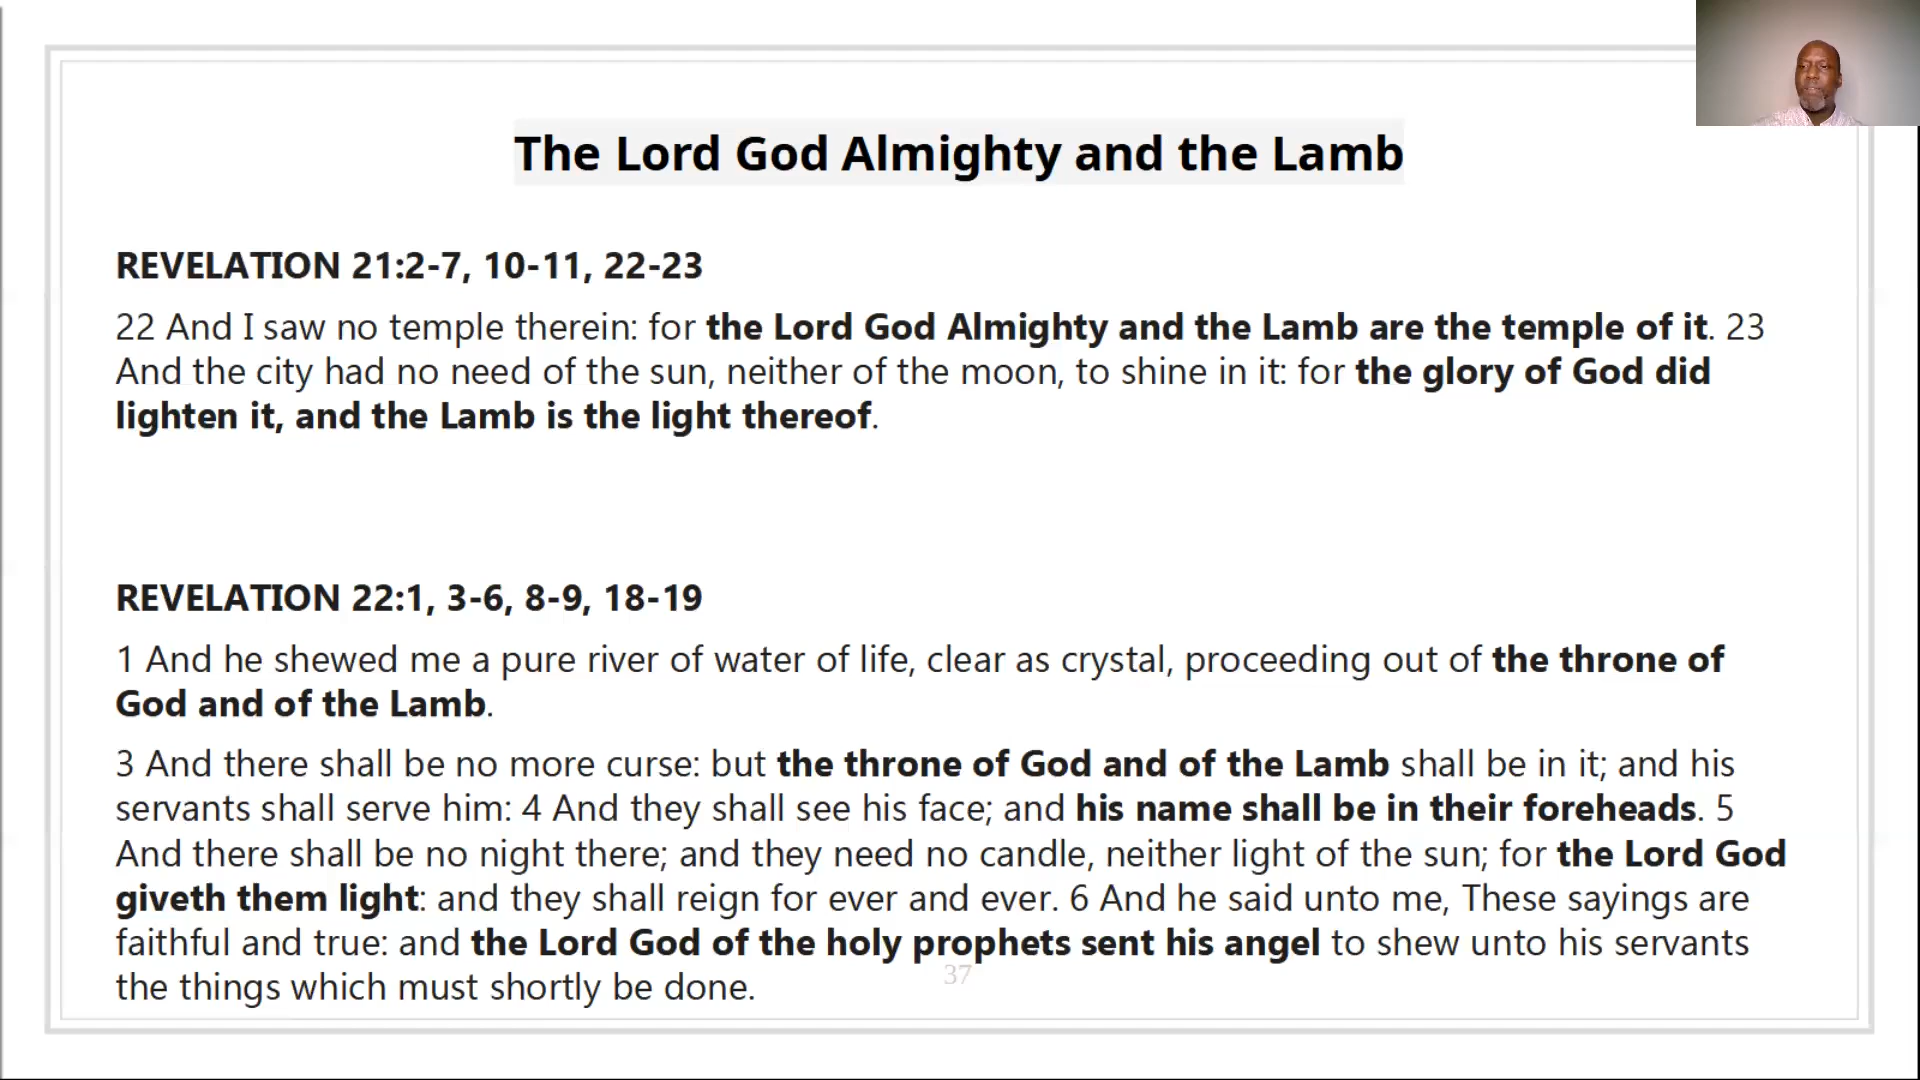 The Lord God Almighty and the Lamb
REVELATION 21:2-7, 10-11, 22-23
22 And I saw no temple therein: for the Lord God Almighty and the Lamb are the temple of it. 23
And the city had no need of the sun, neither of the moon, to shine in it: for the glory of God did
lighten it, and the Lamb is the light thereof.
REVELATION 22:1, 3-6, 8-9, 18-19
1 And he shewed me a pure river of water of life, clear as crystal, proceeding out of the throne of
God and of the Lamb.
3 And there shall be no more curse: but the throne of God and of the Lamb shall be in it; and his
servants shall serve him: 4 And they shall see his face; and his name shall be in their foreheads. 5
And there shall be no night there; and they need no candle, neither light of the sun; for the Lord God
giveth them light: and they shall reign for ever and ever. 6 And he said unto me, These sayings are
faithful and true: and the Lord God of the holy prophets sent his angel to shew unto his servants
the things which must shortly be done.
37